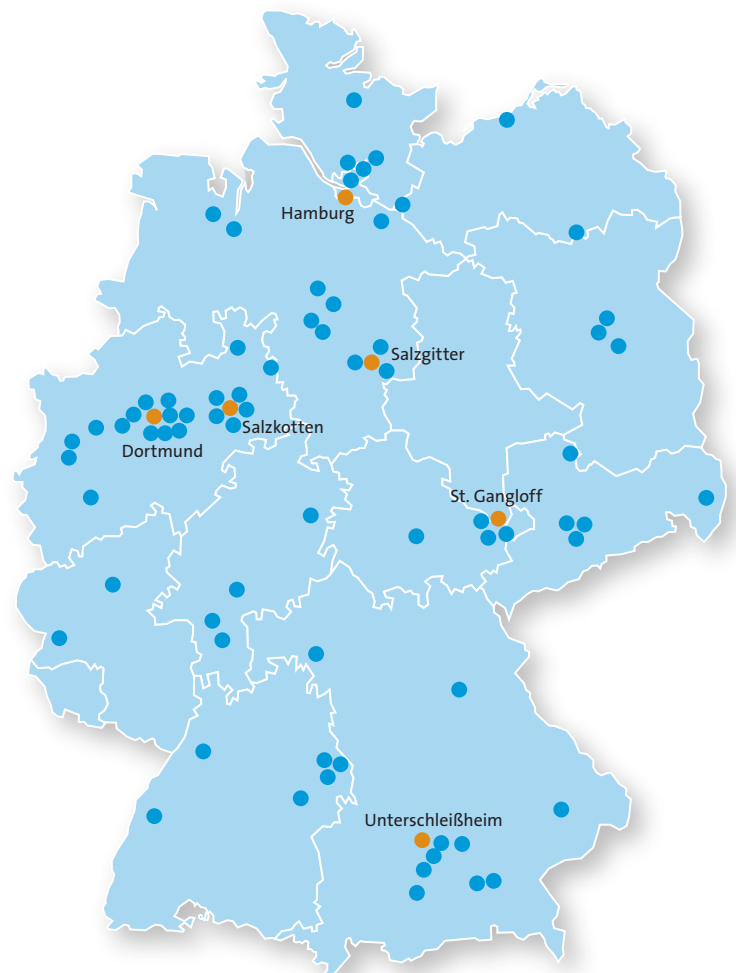 Hamburg
Salzgitter
Salzkotten
Dortmund
St. Gangloff
Unterschleißheim